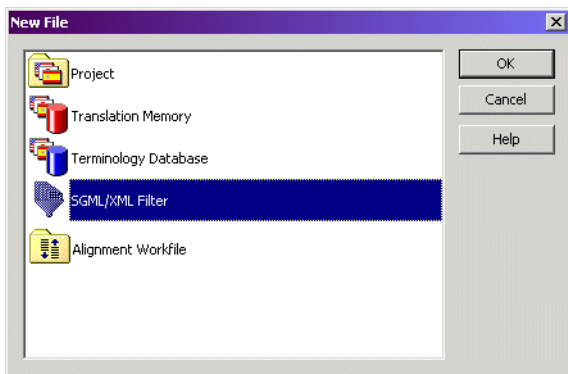 New File
Project
Translation Memory
Terminology Database
SGML/XML Filter
Alignment Workfile
OK
Cancel
Help